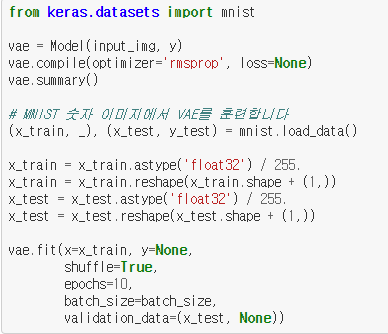 from keras.datasets import mnist
vae = Model(input_img, y)
vae.compile(optimizer='rmsprop', loss=None)
vae.summary()
# MNIST 숫자 이미지에서 VAE를 훈련합니다
(x_train, _), (x_test, y_test) = mnist.load_data()
x_train = x_train.astype('float32') / 255.
x_train = x_train.reshape(x_train.shape + (1,))
x_test = x_test.astype('float32') / 255.
x_test = x_test.reshape(x_test.shape + (1,))
vae.fit(x=x_train, y=None,
shuffle=True,
epochs=10,
batch_size=batch_size,
validation_data=(x_test, None))